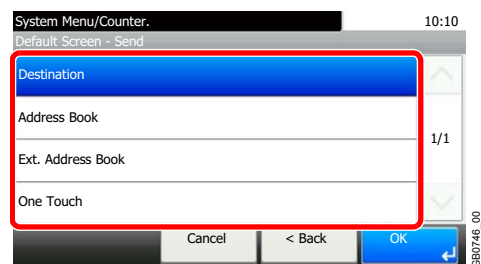 System Menu/Counter. 10:10
Default Screen - Send
Destination
Address Book
1/1
Ext. Address Book
One Touch
Cancel < Back OK
GB0746_00